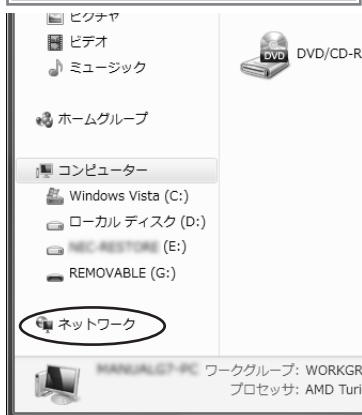 ピクチャ
ビデオ
ミュージック
ホームグループ
コンピューター
Windows Vista (C:)
ローカル ディスク (D:)
(E:)
REMOVABLE (G:)
ネットワーク
DVD
DVD/CD-R
ワークグループ: WORKGR
プロセッサ: AMD Turi